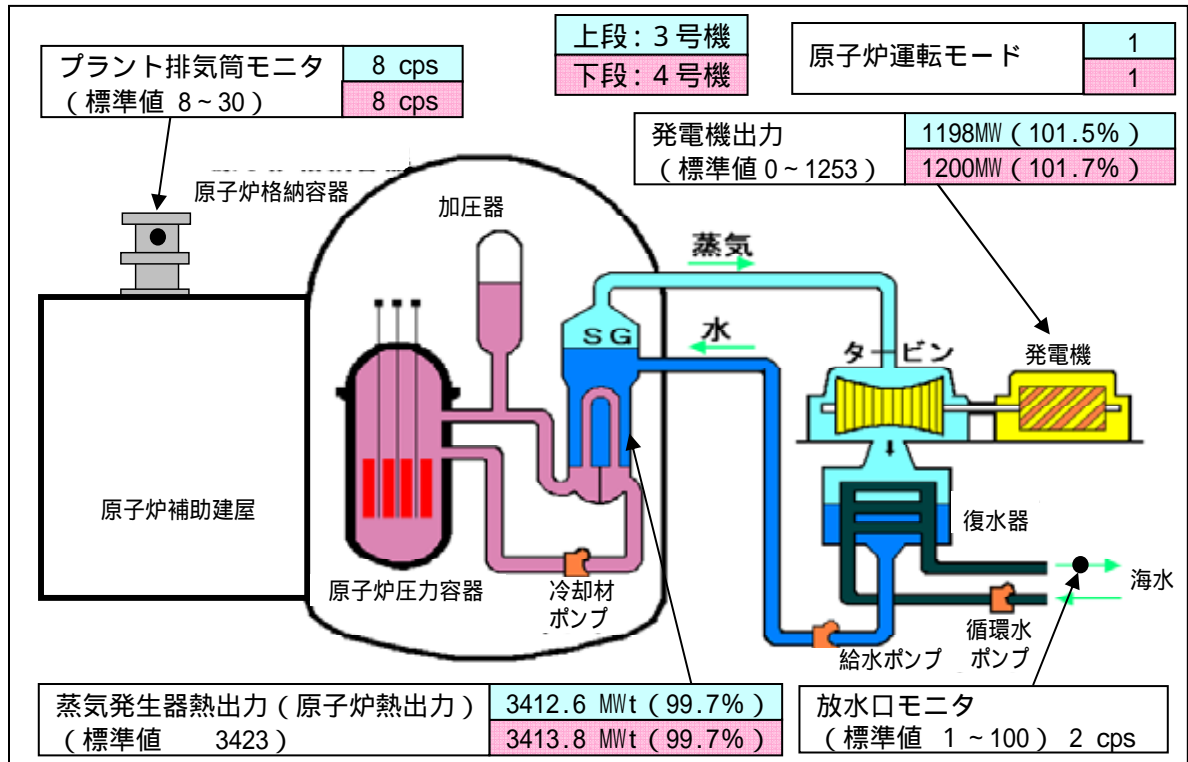 プラント排気筒モニタ
(標準値 8~30)
8 cps
8 cps
上段:3号機
下段:4号機
原子炉運転モード
1
1
発電機出力
(標準値 0~1253)
1198MW(101.5%)
1200MW(101.7%)
原子炉格納容器
加圧器
蒸気
SG
水
タービン
発電機
原子炉補助建屋
復水器
原子炉圧力容器
冷却材
ポンプ
海水
循環水
ポンプ
給水ポンプ
蒸気発生器熱出力(原子炉熱出力)
(標準値 3423)
3412.6 MWt(99.7%)
3413.8 MWt(99.7%)
放水口モニタ
(標準値 1~100) 2 cps